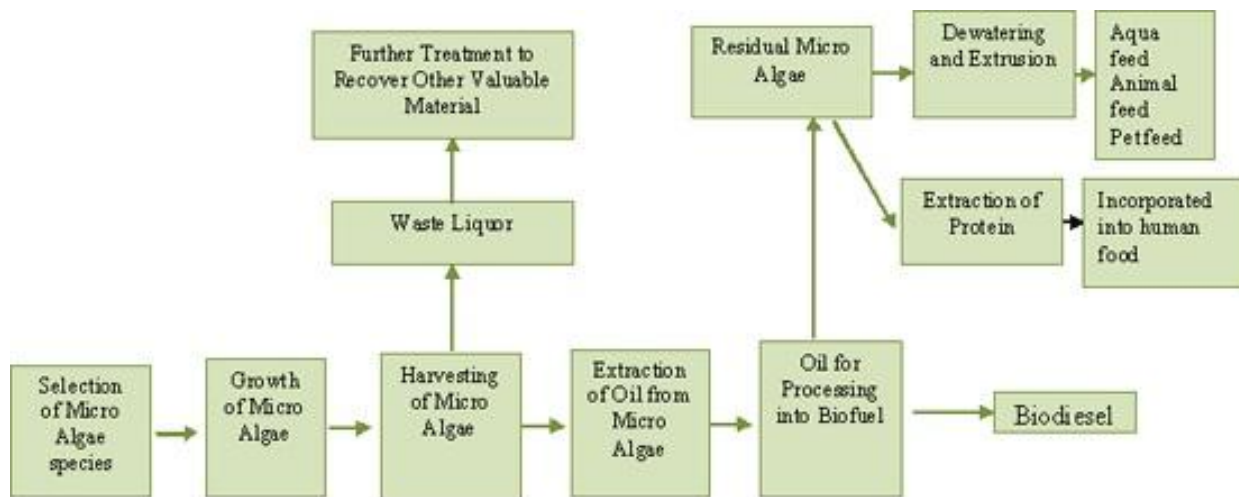 Further Treatment to
Recover Other Valuable
Material
Residual Micro
Algae
Dewatering
and Extrusion
Aqua
feed
Animal
feed
Petfeed
Waste Liquor
Extraction of
Protein
Incorporated
into human
food
Selection
of Micro
Algae
species
Growth
of Micro
Algae
Harvesting
of Micro
Algae
Extraction
of Oil from
Micro
Algae
Oil for
Processing
into Biofuel
Biodiesel